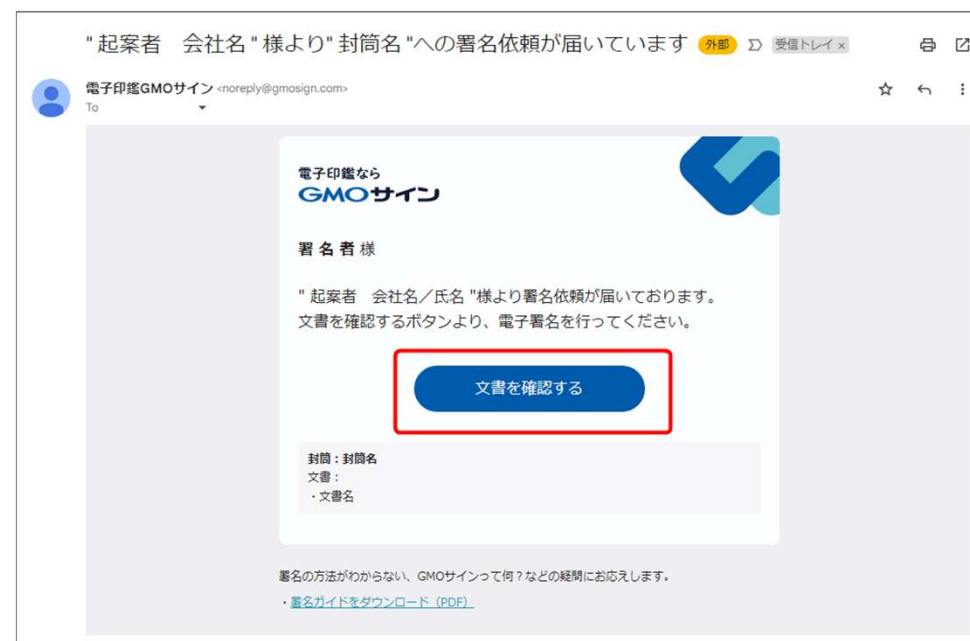 "起案者　会社名"様より"封筒名"への署名依頼が届いています 外部 受信トレイ ×
電子印鑑GMOサイン <noreply@gmosign.com>
To
電子印鑑なら
GMOサイン
署名者様
"起案者　会社名／氏名"様より署名依頼が届いております。
文書を確認するボタンより、電子署名を行ってください。
文書を確認する
封筒：封筒名
文書：
・文書名
署名の方法がわからない、GMOサインって何？などの疑問にお応えします。
・署名ガイドをダウンロード（PDF）